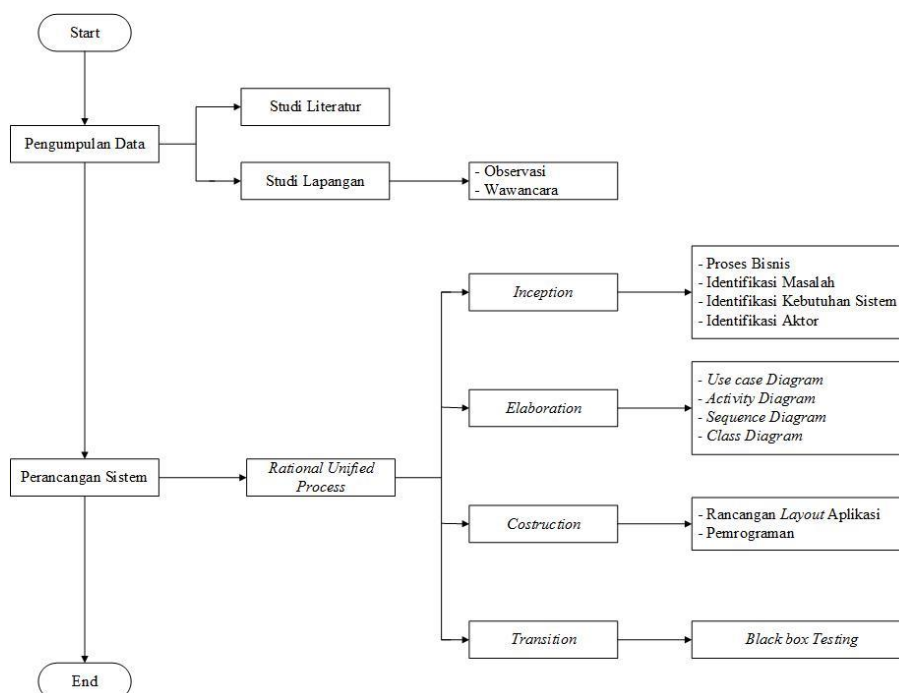 Start
Studi Literatur
Pengumpulan Data
Studi Lapangan
- Observasi
- Wawancara
Inception
- Proses Bisnis
- Identifikasi Masalah
- Identifikasi Kebutuhan Sistem
- Identifikasi Aktor
Elaboration
- Use case Diagram
- Activity Diagram
- Sequence Diagram
- Class Diagram
Perancangan Sistem
Rational Unified
Process
Costruction
- Rancangan Layout Aplikasi
- Pemrograman
Transition
Black box Testing
End